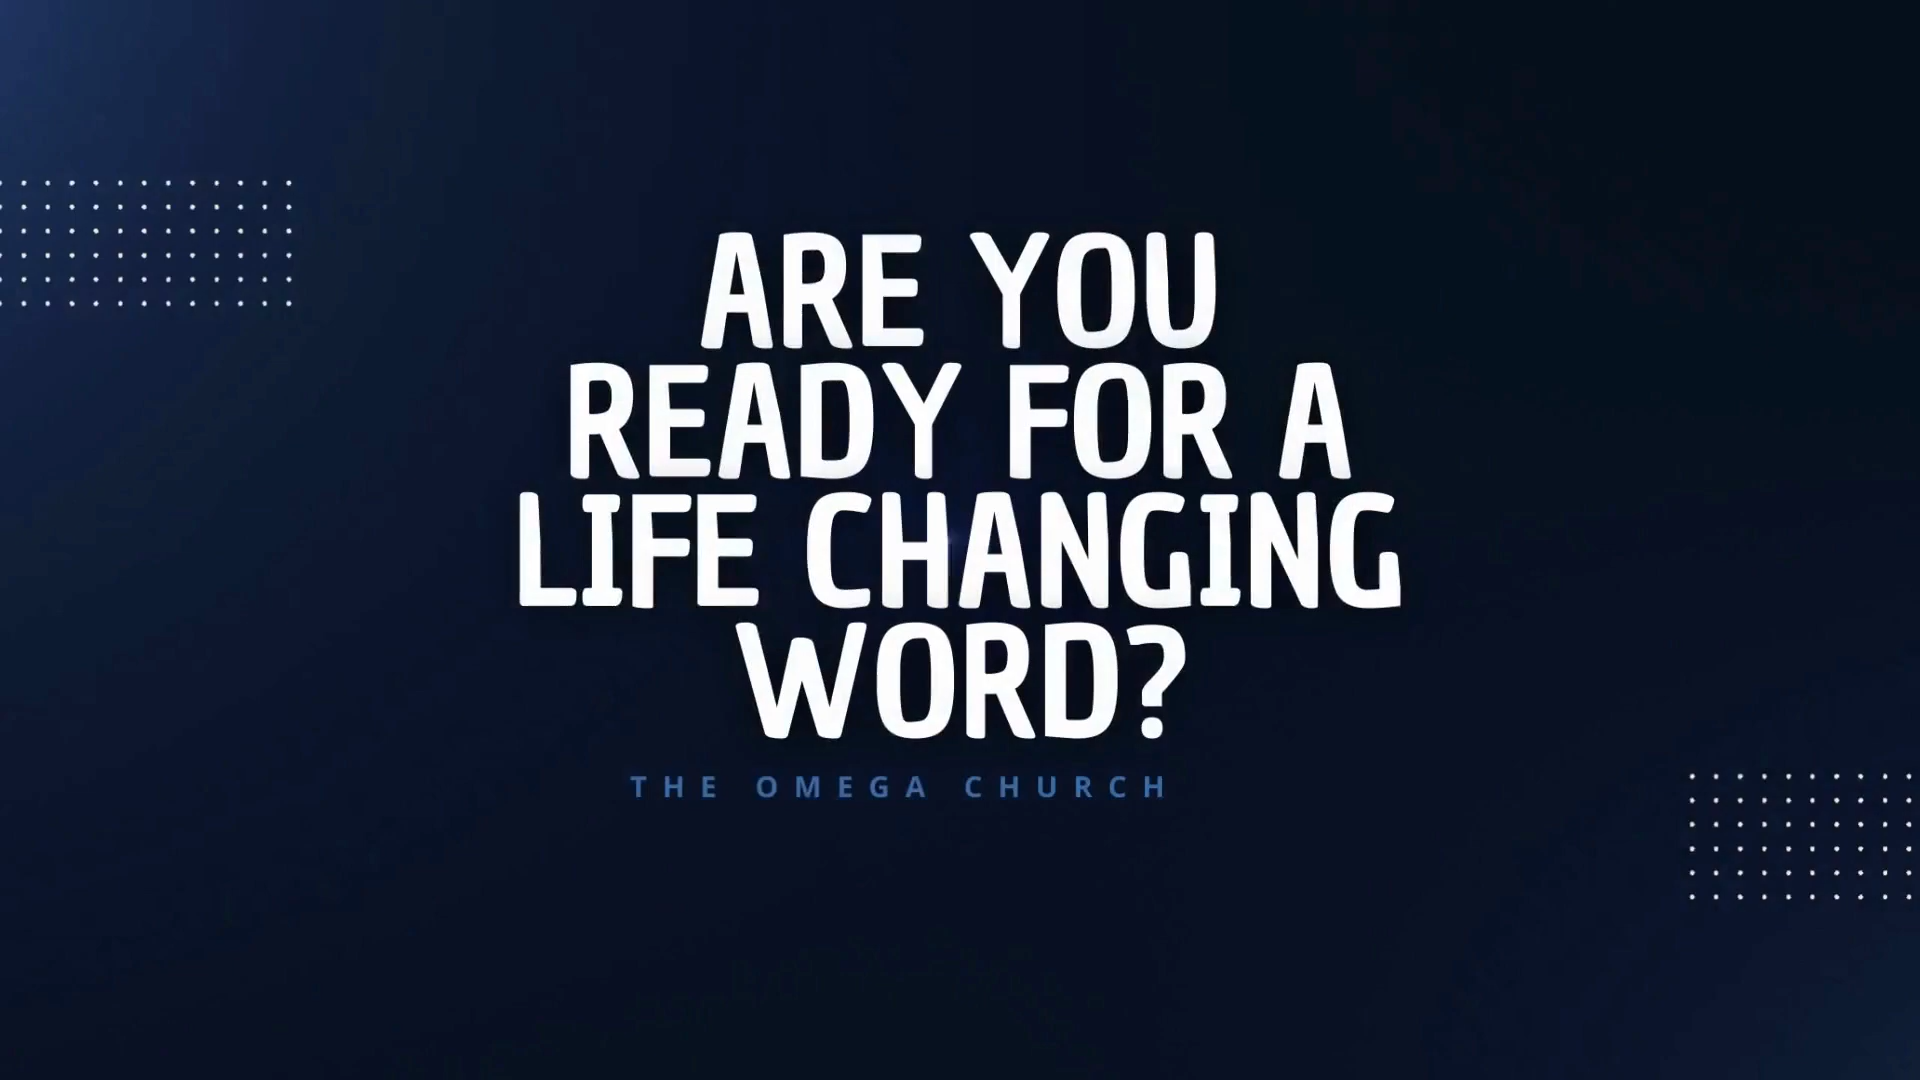 ARE YOU
READY FOR A
LIFE CHANGING
WORD?
THE OMEGA CHURCH